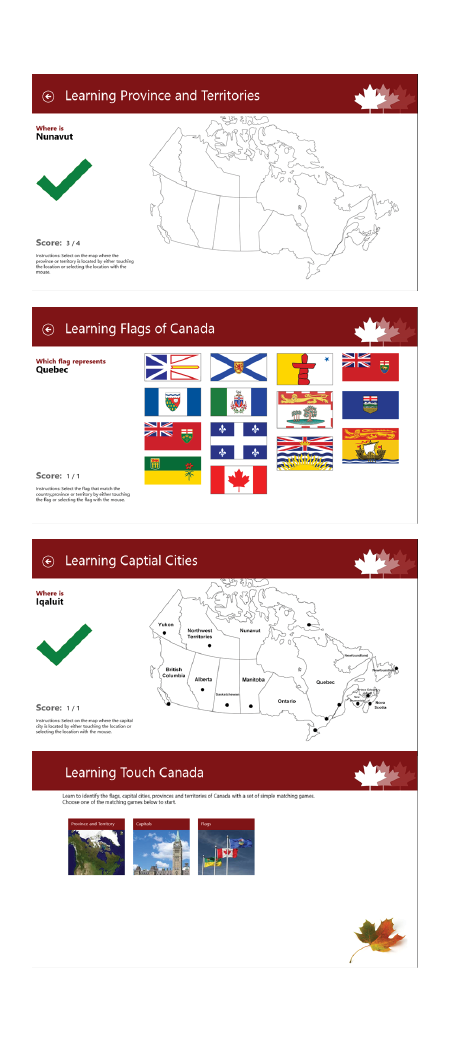 Learning Province and Territories
Where is
Nunavut
Score: 3 / 4
Instructions: Select on the map where the
province or territory is located by either touching
the location or selecting the location with the
mouse.
Learning Flags of Canada
Which flag represents
Quebec
Score: 1 / 1
Instructions: Select the flag that match the
country,province or territory by either touching
the flag or selecting the flag with the mouse.
Learning Captial Cities
Where is
Iqaluit
Score: 1 / 1
Instructions: Select on the map where the capital
city is located by either touching the location or
selecting the location with the mouse.
Yukon
Northwest
Territories
Nunavut
British
Columbia
Alberta
Saskatchewan
Manitoba
Ontario
Quebec
Newfoundland
Nova
Scotia
Learning Touch Canada
Learn to identify the flags, capital cities, provinces and territories of Canada with a set of simple matching games.
Choose one of the matching games below to start.
Province and Territory
Capitals
Flags